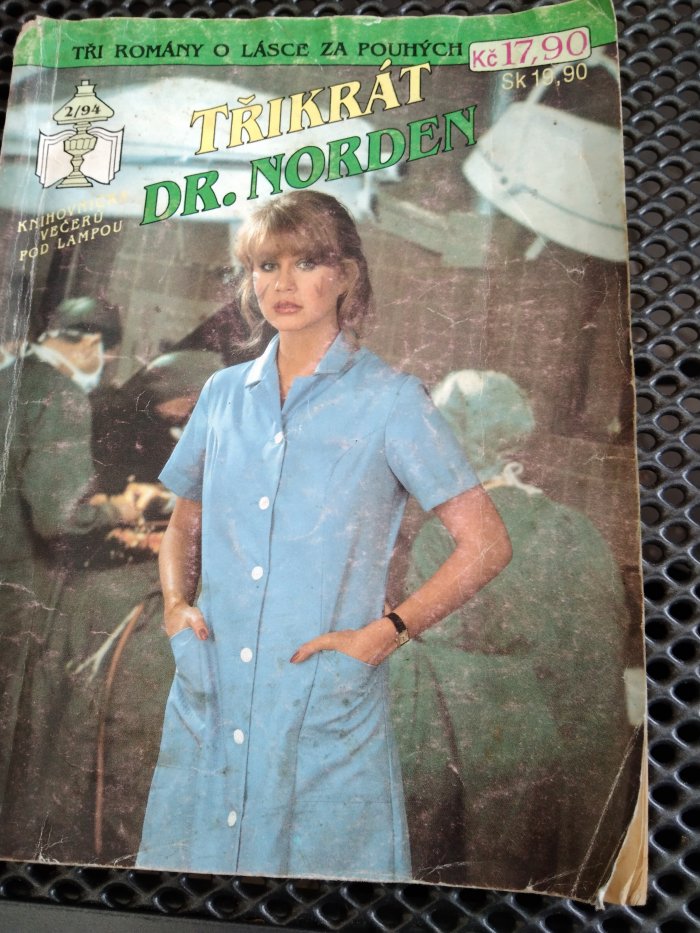 TŘI ROMÁNY O LÁSCE ZA POUHÝCH Kč 17,90
Sk 19,90
2/94
TŘIKRÁT
DR. NORDEN
KNIHOVNIČKA
VEČERŮ
POD LAMPOU